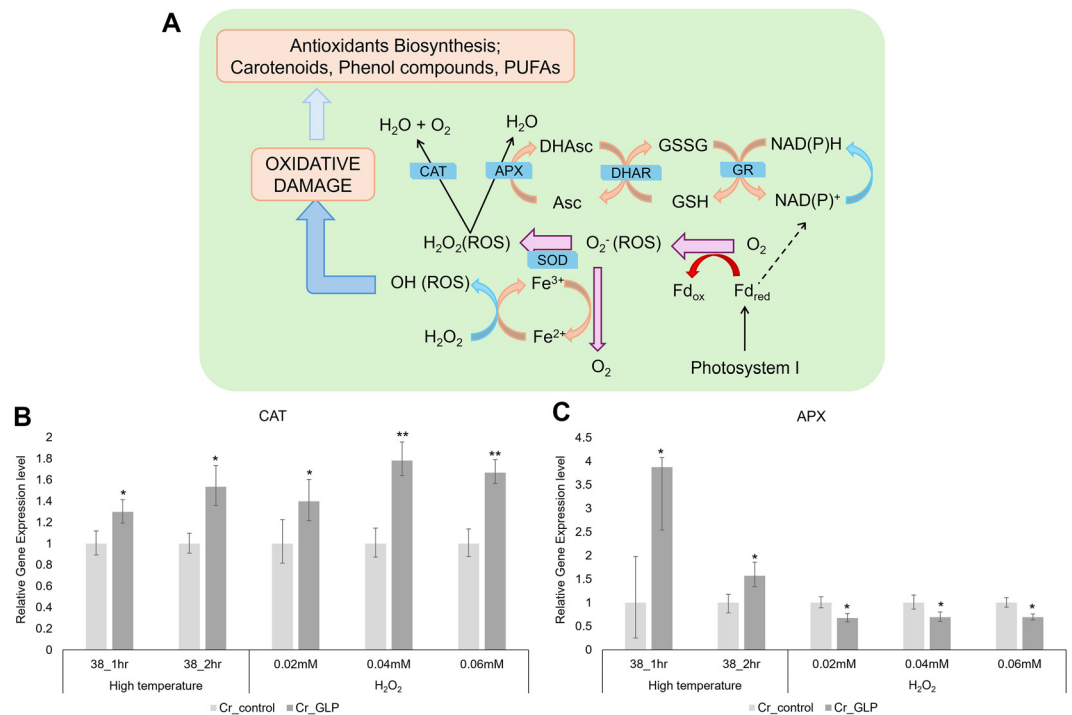 A
Antioxidants Biosynthesis;
Carotenoids, Phenol compounds, PUFAs
OXIDATIVE
DAMAGE
H₂O + O₂
H₂O
DHAsc
GSSG
NAD(P)H
CAT
APX
DHAR
GR
Asc
GSH
NAD(P)⁺
H₂O₂(ROS)
O₂⁻ (ROS)
O₂
SOD
OH (ROS)
Fe³⁺
Fdₒₓ
Fd_red
H₂O₂
Fe²⁺
O₂
Photosystem I
B
CAT
Relative Gene Expression level
2
1.8
1.6
1.4
1.2
1
0.8
0.6
0.4
0.2
0
* * * ** **
38_1hr 38_2hr 0.02mM 0.04mM 0.06mM
High temperature H₂O₂
Cr_control Cr_GLP
C
APX
Relative Gene Expression level
4.5
4
3.5
3
2.5
2
1.5
1
0.5
0
* * * * *
38_1hr 38_2hr 0.02mM 0.04mM 0.06mM
High temperature H₂O₂
Cr_control Cr_GLP